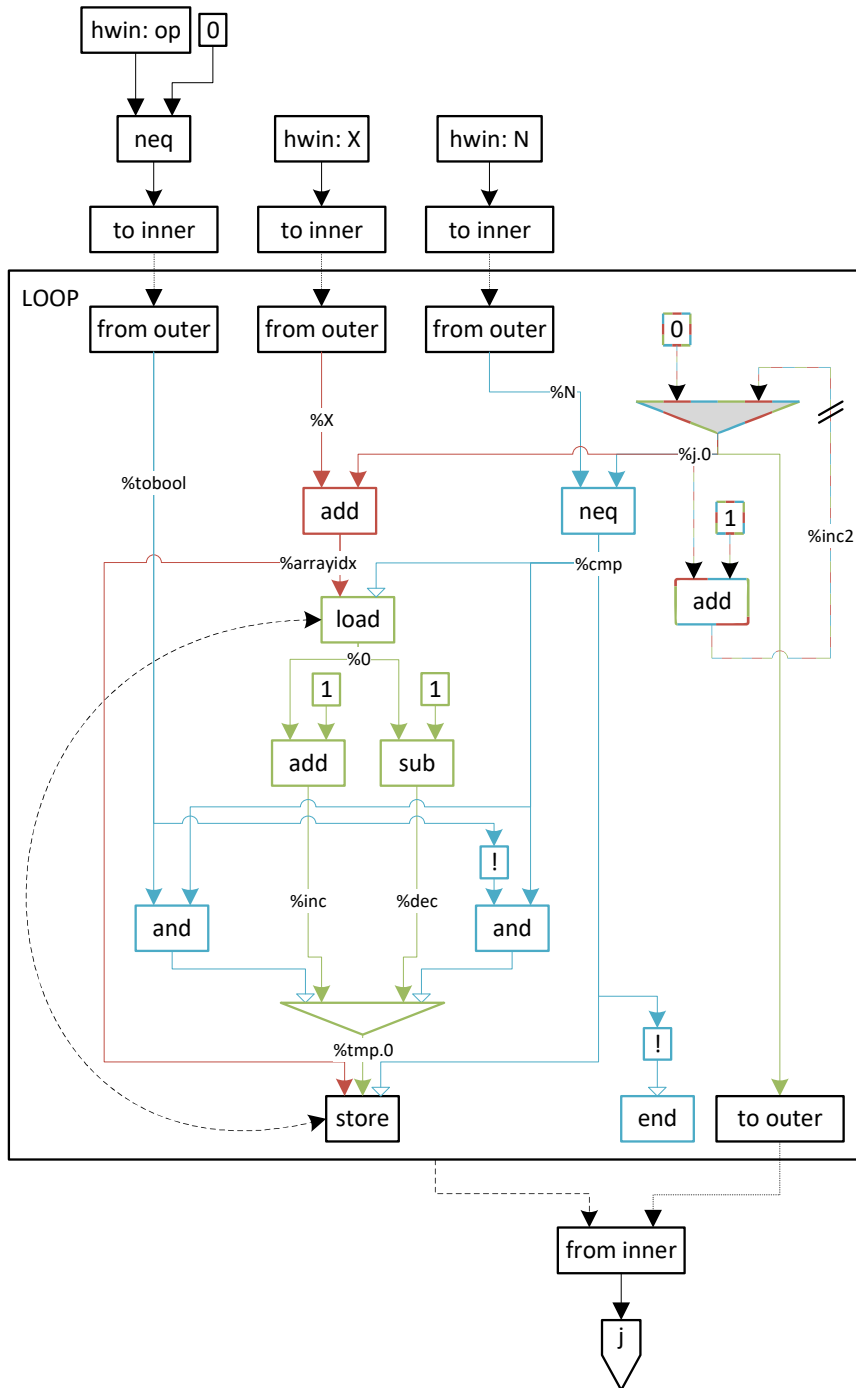 hwin: op
0
neq
hwin: X
hwin: N
to inner
to inner
to inner
LOOP
from outer
from outer
from outer
0
%N
%X
%j.0
%tobool
add
neq
1
%inc2
%arrayidx
%cmp
add
load
%0
1
1
add
sub
!
%inc
%dec
and
and
!
%tmp.0
store
end
to outer
from inner
j